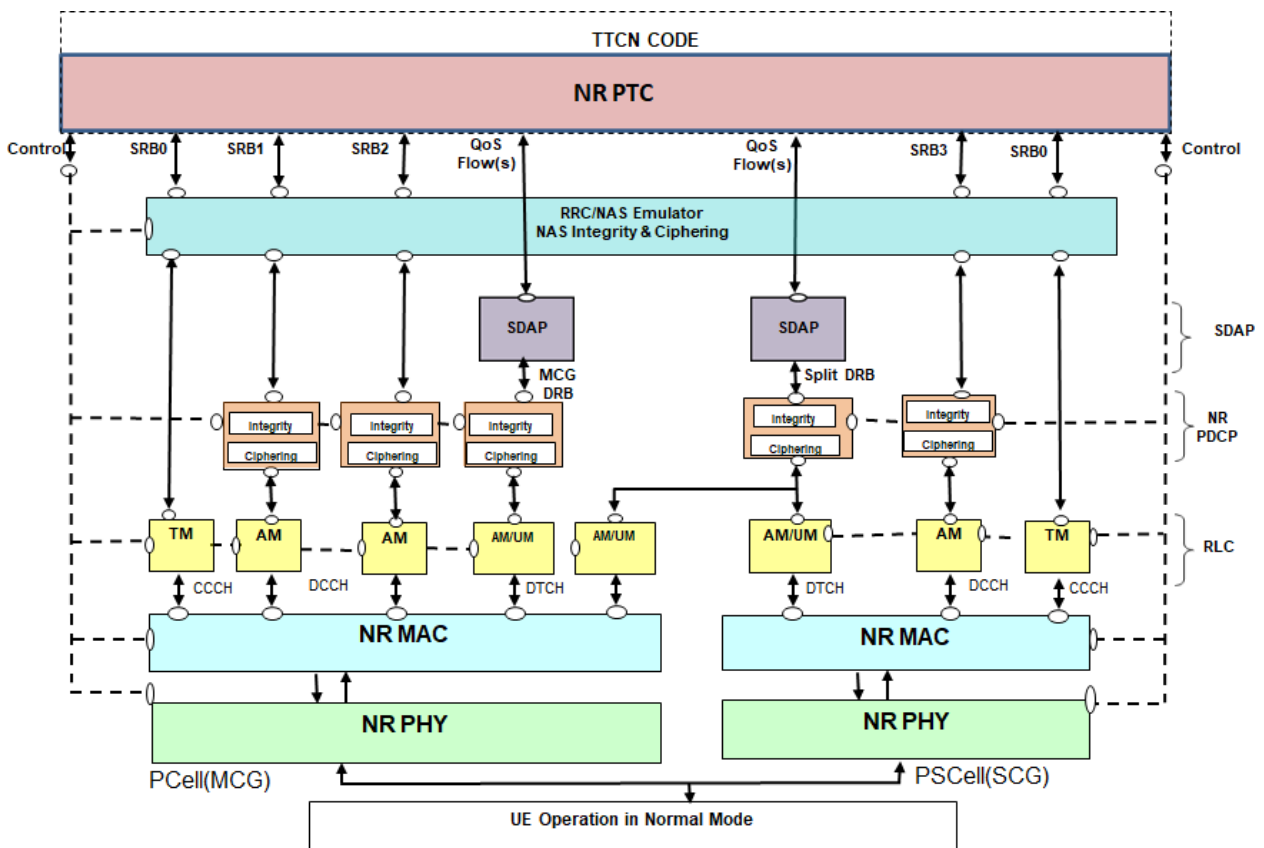 TTCN CODE
NR PTC
Control
SRB0
SRB1
SRB2
QoS
Flow(s)
QoS
Flow(s)
SRB3
SRB0
Control
RRC/NAS Emulator
NAS Integrity & Ciphering
SDAP
SDAP
SDAP
MCG
DRB
Split DRB
Integrity
Ciphering
Integrity
Ciphering
Integrity
Ciphering
Integrity
Ciphering
Integrity
Ciphering
NR
PDCP
TM
AM
AM
AM/UM
AM/UM
AM/UM
AM
TM
RLC
CCCH
DCCH
DTCH
DTCH
DCCH
CCCH
NR MAC
NR MAC
NR PHY
NR PHY
PCell(MCG)
PSCell(SCG)
UE Operation in Normal Mode